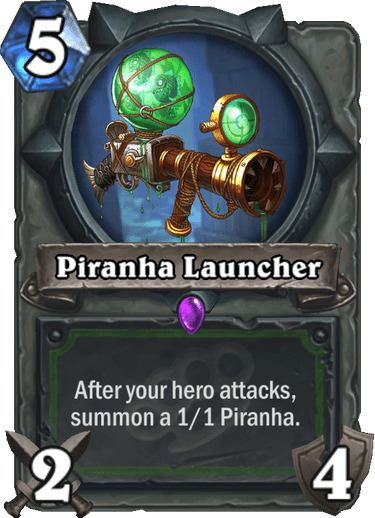 5
Piranha Launcher
After your hero attacks,
summon a 1/1 Piranha.
2
4